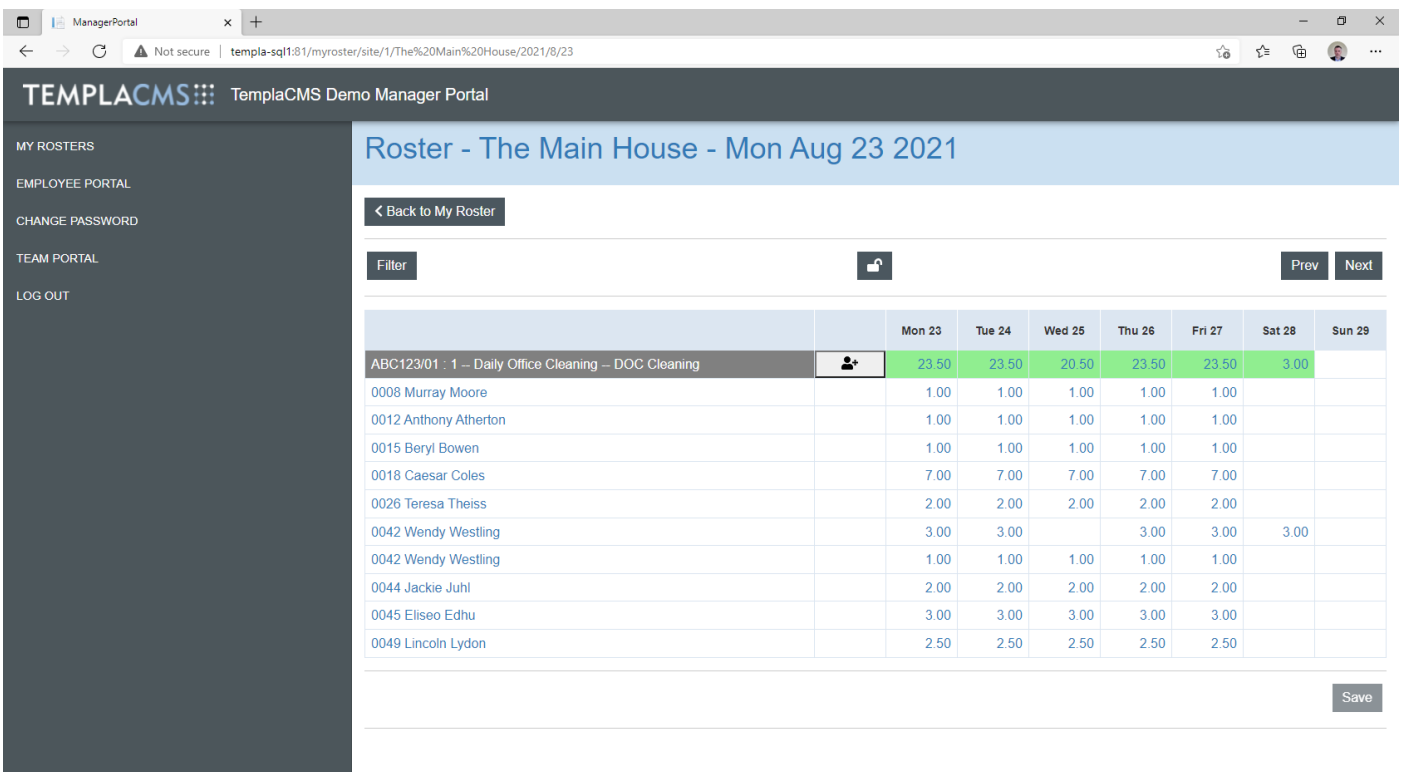 ManagerPortal
Not secure | templa-sql1:81/myroster/site/1/The%20Main%20House/2021/8/23
TEMPLACMS TemplaCMS Demo Manager Portal
MY ROSTERS
EMPLOYEE PORTAL
CHANGE PASSWORD
TEAM PORTAL
LOG OUT
Roster - The Main House - Mon Aug 23 2021
Back to My Roster
Filter Prev Next
Mon 23 Tue 24 Wed 25 Thu 26 Fri 27 Sat 28 Sun 29
ABC123/01 : 1 -- Daily Office Cleaning -- DOC Cleaning 23.50 23.50 20.50 23.50 23.50 3.00
0008 Murray Moore 1.00 1.00 1.00 1.00 1.00
0012 Anthony Atherton 1.00 1.00 1.00 1.00 1.00
0015 Beryl Bowen 1.00 1.00 1.00 1.00 1.00
0018 Caesar Coles 7.00 7.00 7.00 7.00 7.00
0026 Teresa Theiss 2.00 2.00 2.00 2.00 2.00
0042 Wendy Westling 3.00 3.00 3.00 3.00 3.00
0042 Wendy Westling 1.00 1.00 1.00 1.00 1.00
0044 Jackie Juhl 2.00 2.00 2.00 2.00 2.00
0045 Eliseo Edhu 3.00 3.00 3.00 3.00 3.00
0049 Lincoln Lydon 2.50 2.50 2.50 2.50 2.50
Save